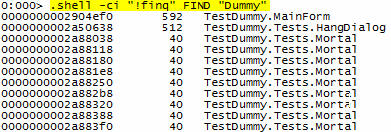 0:000> .shell -ci "!finq" FIND "Dummy"
0000000002904ef0 592 TestDummy.MainForm
0000000002a50638 512 TestDummy.Tests.HangDialog
0000000002a88038 40 TestDummy.Tests.Mortal
0000000002a88118 40 TestDummy.Tests.Mortal
0000000002a88180 40 TestDummy.Tests.Mortal
0000000002a881e8 40 TestDummy.Tests.Mortal
0000000002a88250 40 TestDummy.Tests.Mortal
0000000002a882b8 40 TestDummy.Tests.Mortal
0000000002a88320 40 TestDummy.Tests.Mortal
0000000002a88388 40 TestDummy.Tests.Mortal
0000000002a883f0 40 TestDummy.Tests.Mortal